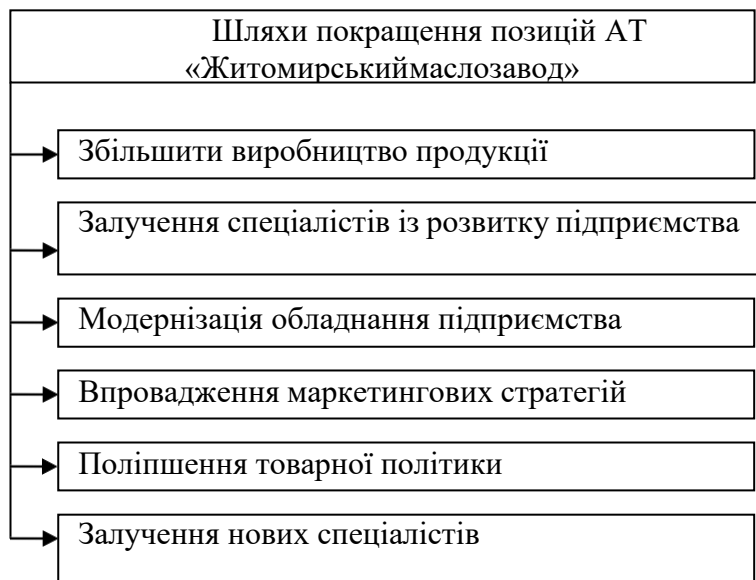 Шляхи покращення позицій АТ
«Житомирськиймаслозавод»
Збільшити виробництво продукції
Залучення спеціалістів із розвитку підприємства
Модернізація обладнання підприємства
Впровадження маркетингових стратегій
Поліпшення товарної політики
Залучення нових спеціалістів